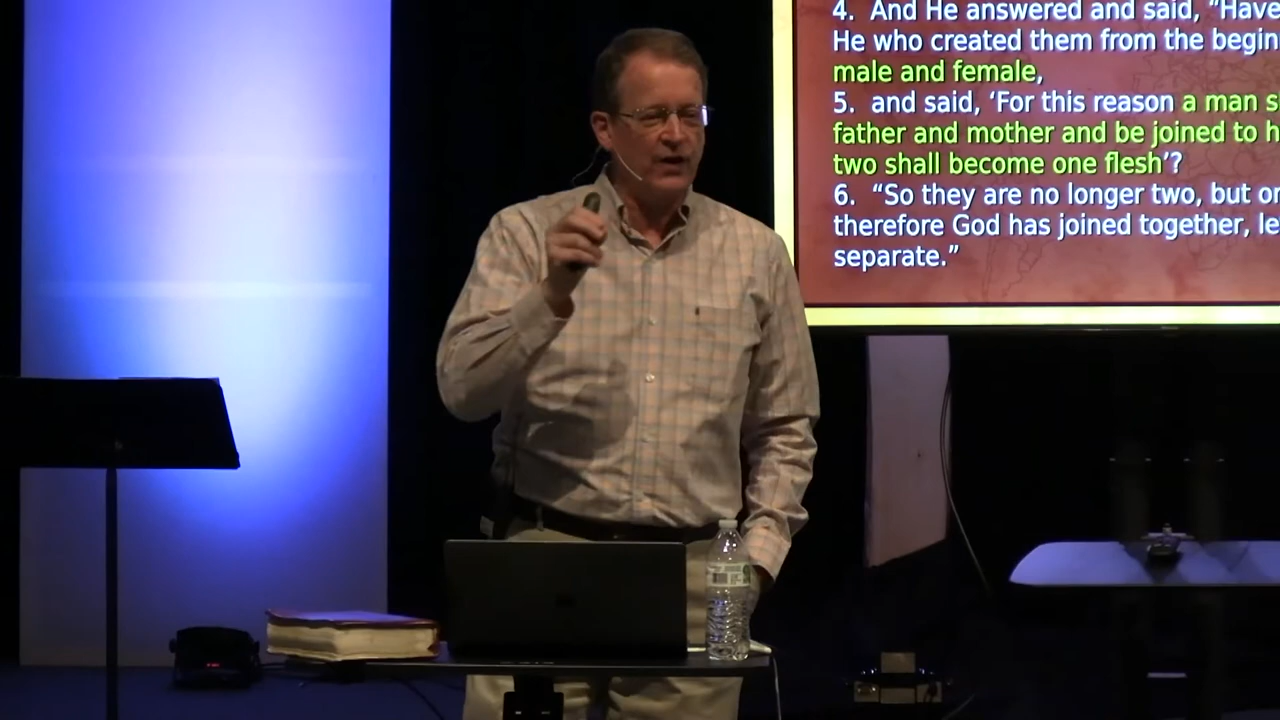 4. And He answered and said, “Have
He who created them from the begin
male and female,
5. and said, ‘For this reason a man s
father and mother and be joined to h
two shall become one flesh’?
6. “So they are no longer two, but or
therefore God has joined together, le
separate.”